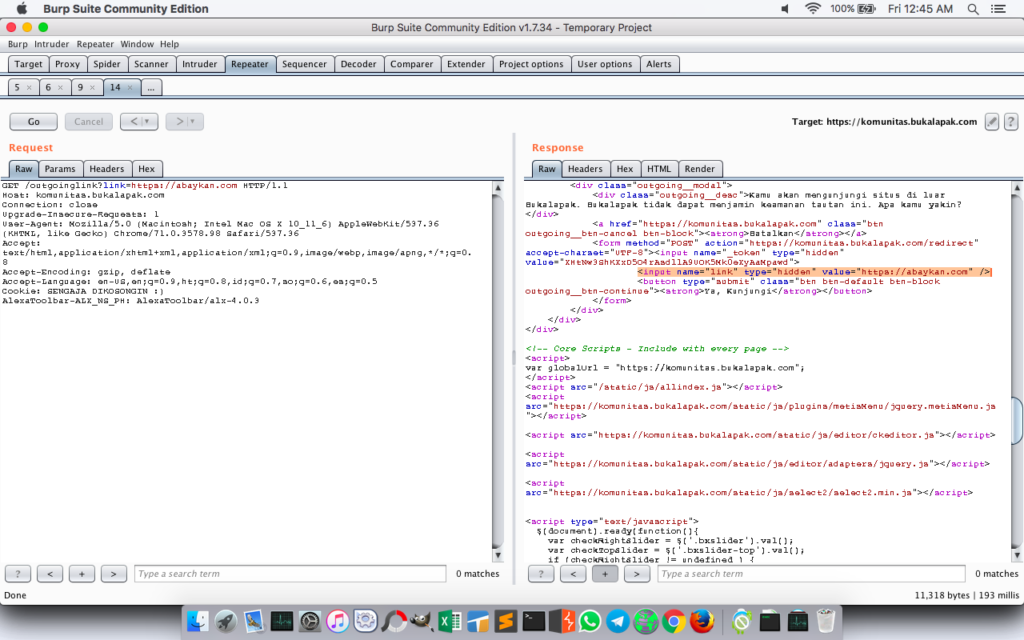 Burp Suite Community Edition
100%
Fri 12:45 AM
Burp Suite Community Edition v1.7.34 - Temporary Project
Burp Intruder Repeater Window Help
Target Proxy Spider Scanner Intruder Repeater Sequencer Decoder Comparer Extender Project options User options Alerts
5 × 6 × 9 × 14 × ...
Go Cancel < | ▾ > | ▾
Target: https://komunitas.bukalapak.com ?
Request
Raw Params Headers Hex
GET /outgoinglink?link=https://abaykan.com HTTP/1.1
Host: komunitas.bukalapak.com
Connection: close
Upgrade-Insecure-Requests: 1
User-Agent: Mozilla/5.0 (Macintosh; Intel Mac OS X 10_11_6) AppleWebKit/537.36
(KHTML, like Gecko) Chrome/71.0.3578.98 Safari/537.36
Accept:
text/html,application/xhtml+xml,application/xml;q=0.9,image/webp,image/apng,*/*;q=0.
8
Accept-Encoding: gzip, deflate
Accept-Language: en-US,en;q=0.9,ht;q=0.8,id;q=0.7,mo;q=0.6,ea;q=0.5
Cookie: SENGAJA DIKOSONGIN :)
AlexaToolbar-ALX_NS_PH: AlexaToolbar/alx-4.0.3
? < + > Type a search term 0 matches
Done
Response
Raw Headers Hex HTML Render
<div class="outgoing__modal">
<div class="outgoing__desc">Kamu akan mengunjungi situs di luar
Bukalapak. Bukalapak tidak dapat menjamin keamanan tautan ini. Apa kamu yakin?
</div>
<a href="https://komunitas.bukalapak.com" class="btn
outgoing__btn-cancel btn-block"><strong>Batalkan</strong></a>
<form method="POST" action="https://komunitas.bukalapak.com/redirect"
accept-charset="UTF-8"><input name="_token" type="hidden"
<input name="link" type="hidden" value="https://abaykan.com" />
<button type="submit" class="btn btn-default btn-block
outgoing__btn-continue"><strong>Ya, Kunjungi</strong></button>
</form>
</div>
</div>
</div>
<!-- Core Scripts - Include with every page -->
<script>
var globalUrl = "https://komunitas.bukalapak.com";
</script>
<script src="/static/js/allindex.js"></script>
<script
src="https://komunitas.bukalapak.com/static/js/plugins/metisMenu/jquery.metisMenu.js
"></script>
<script src="https://komunitas.bukalapak.com/static/js/editor/ckeditor.js"></script>
<script
src="https://komunitas.bukalapak.com/static/js/editor/adapters/jquery.js"></script>
<script
src="https://komunitas.bukalapak.com/static/js/select2/select2.min.js"></script>
<script type="text/javascript">
$(document).ready(function(){
var checkRightSlider = $('.bxslider').val();
var checkTopSlider = $('.bxslider-top').val();
if (checkRightSlider != undefined ) {
? < + > Type a search term 0 matches
11,318 bytes | 193 millis